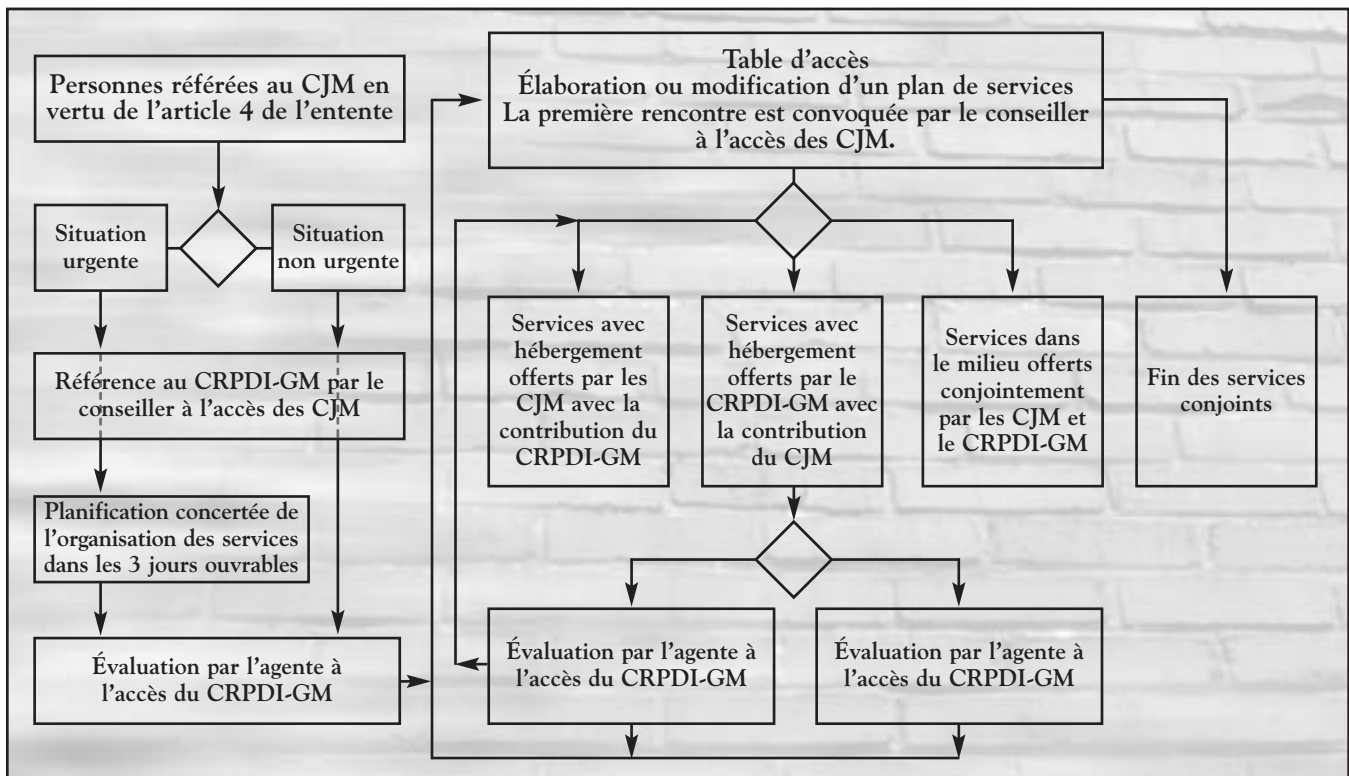 Personnes référées au CJM en
vertu de l'article 4 de l'entente
Situation
urgente
Situation
non urgente
Référence au CRPDI-GM par le
conseiller à l'accès des CJM
Planification concertée de
l'organisation des services
dans les 3 jours ouvrables
Évaluation par l'agente à
l'accès du CRPDI-GM
Table d'accès
Élaboration ou modification d'un plan de services
La première rencontre est convoquée par le conseiller
à l'accès des CJM.
Services avec
hébergement
offerts par les
CJM avec la
contribution du
CRPDI-GM
Services avec
hébergement
offerts par le
CRPDI-GM avec
la contribution
du CJM
Services dans
le milieu offerts
conjointement
par les CJM et
le CRPDI-GM
Fin des services
conjoints
Évaluation par l'agente à
l'accès du CRPDI-GM
Évaluation par l'agente à
l'accès du CRPDI-GM